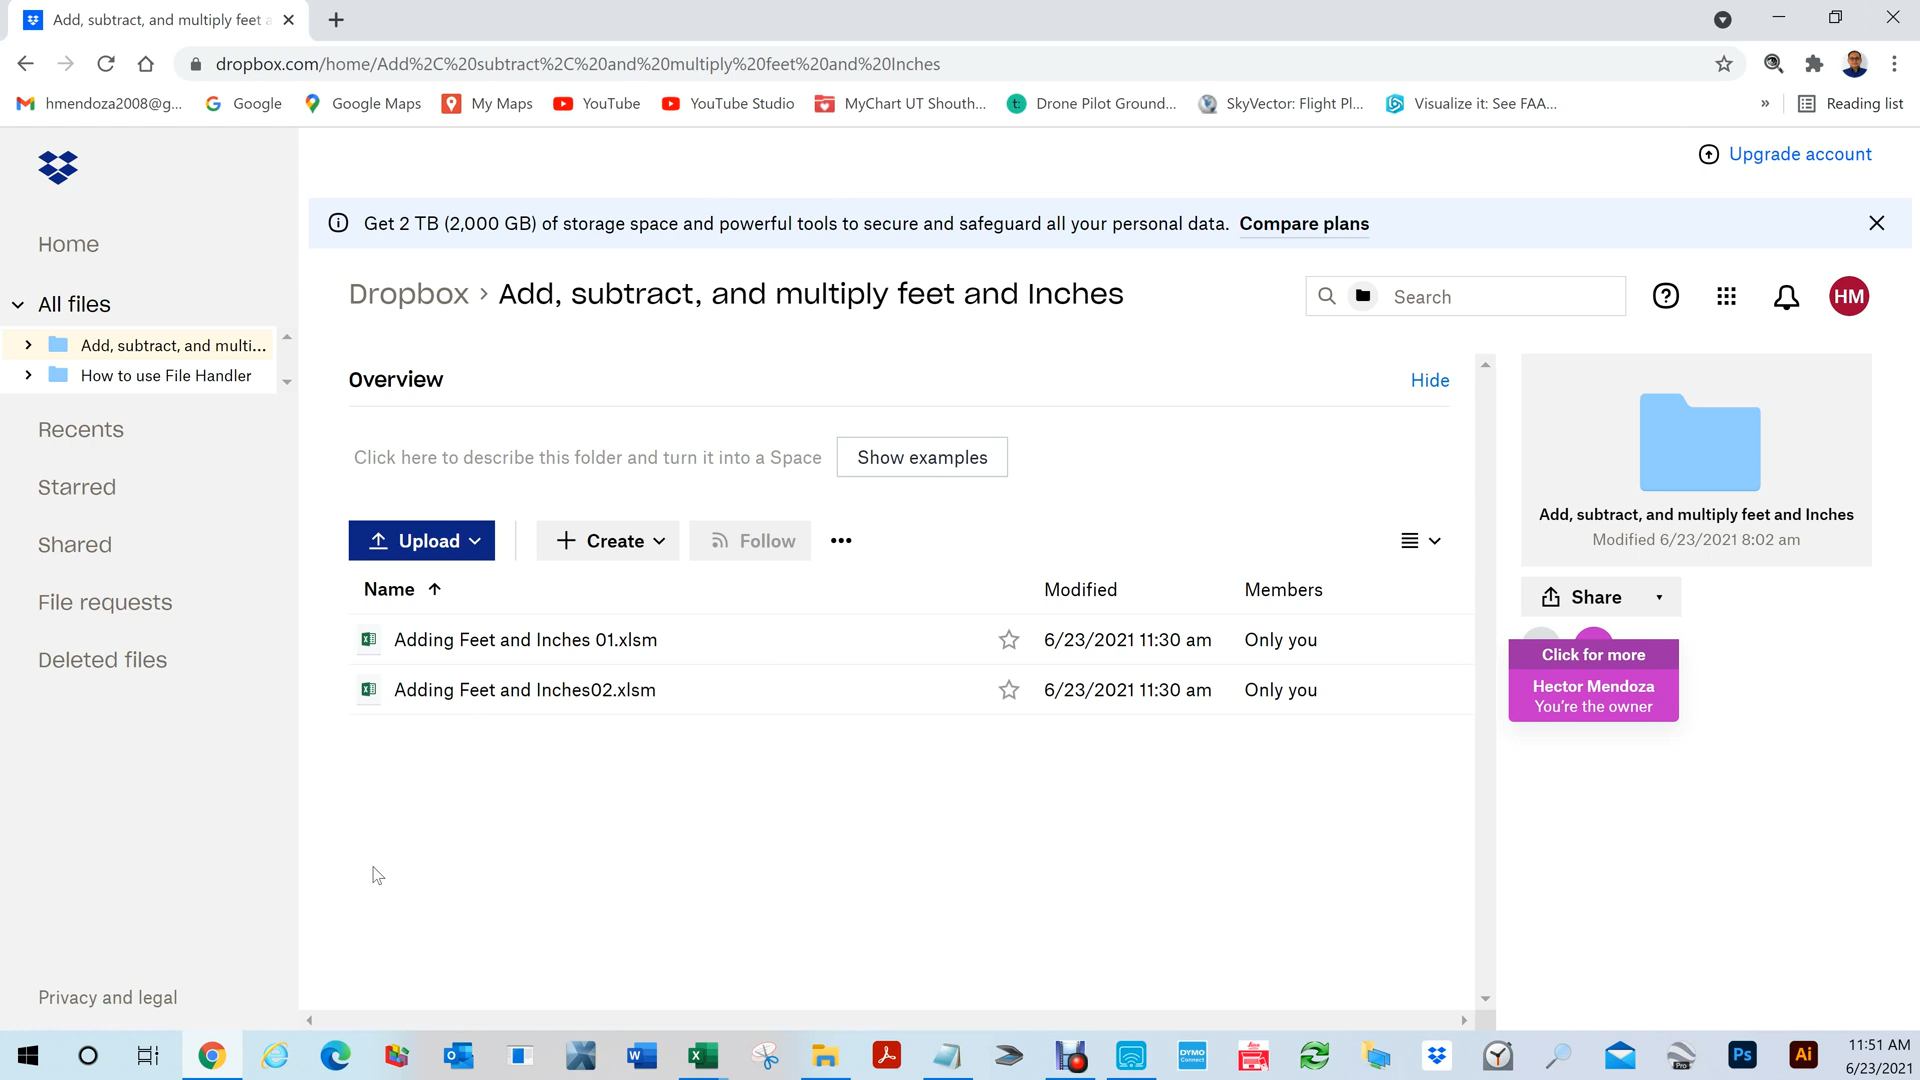 Add, subtract, and multiply feet a
dropbox.com/home/Add%2C%20subtract%2C%20and%20multiply%20feet%20and%20Inches
hmendoza2008@g... Google Google Maps My Maps YouTube YouTube Studio MyChart UT Shouth... Drone Pilot Ground... SkyVector: Flight Pl... Visualize it: See FAA... » Reading list
Upgrade account
Get 2 TB (2,000 GB) of storage space and powerful tools to secure and safeguard all your personal data. Compare plans
Home
Dropbox › Add, subtract, and multiply feet and Inches
Search
HM
All files
Add, subtract, and multi...
How to use File Handler
Overview
Hide
Recents
Click here to describe this folder and turn it into a Space
Show examples
Starred
Add, subtract, and multiply feet and Inches
Modified 6/23/2021 8:02 am
Shared
Upload
Create
Follow
Name Modified Members
Share
File requests
Adding Feet and Inches 01.xlsm 6/23/2021 11:30 am Only you
Click for more
Hector Mendoza
You're the owner
Deleted files
Adding Feet and Inches02.xlsm 6/23/2021 11:30 am Only you
Privacy and legal
DYMO
Connect
Pro
Ps
Ai
11:51 AM
6/23/2021